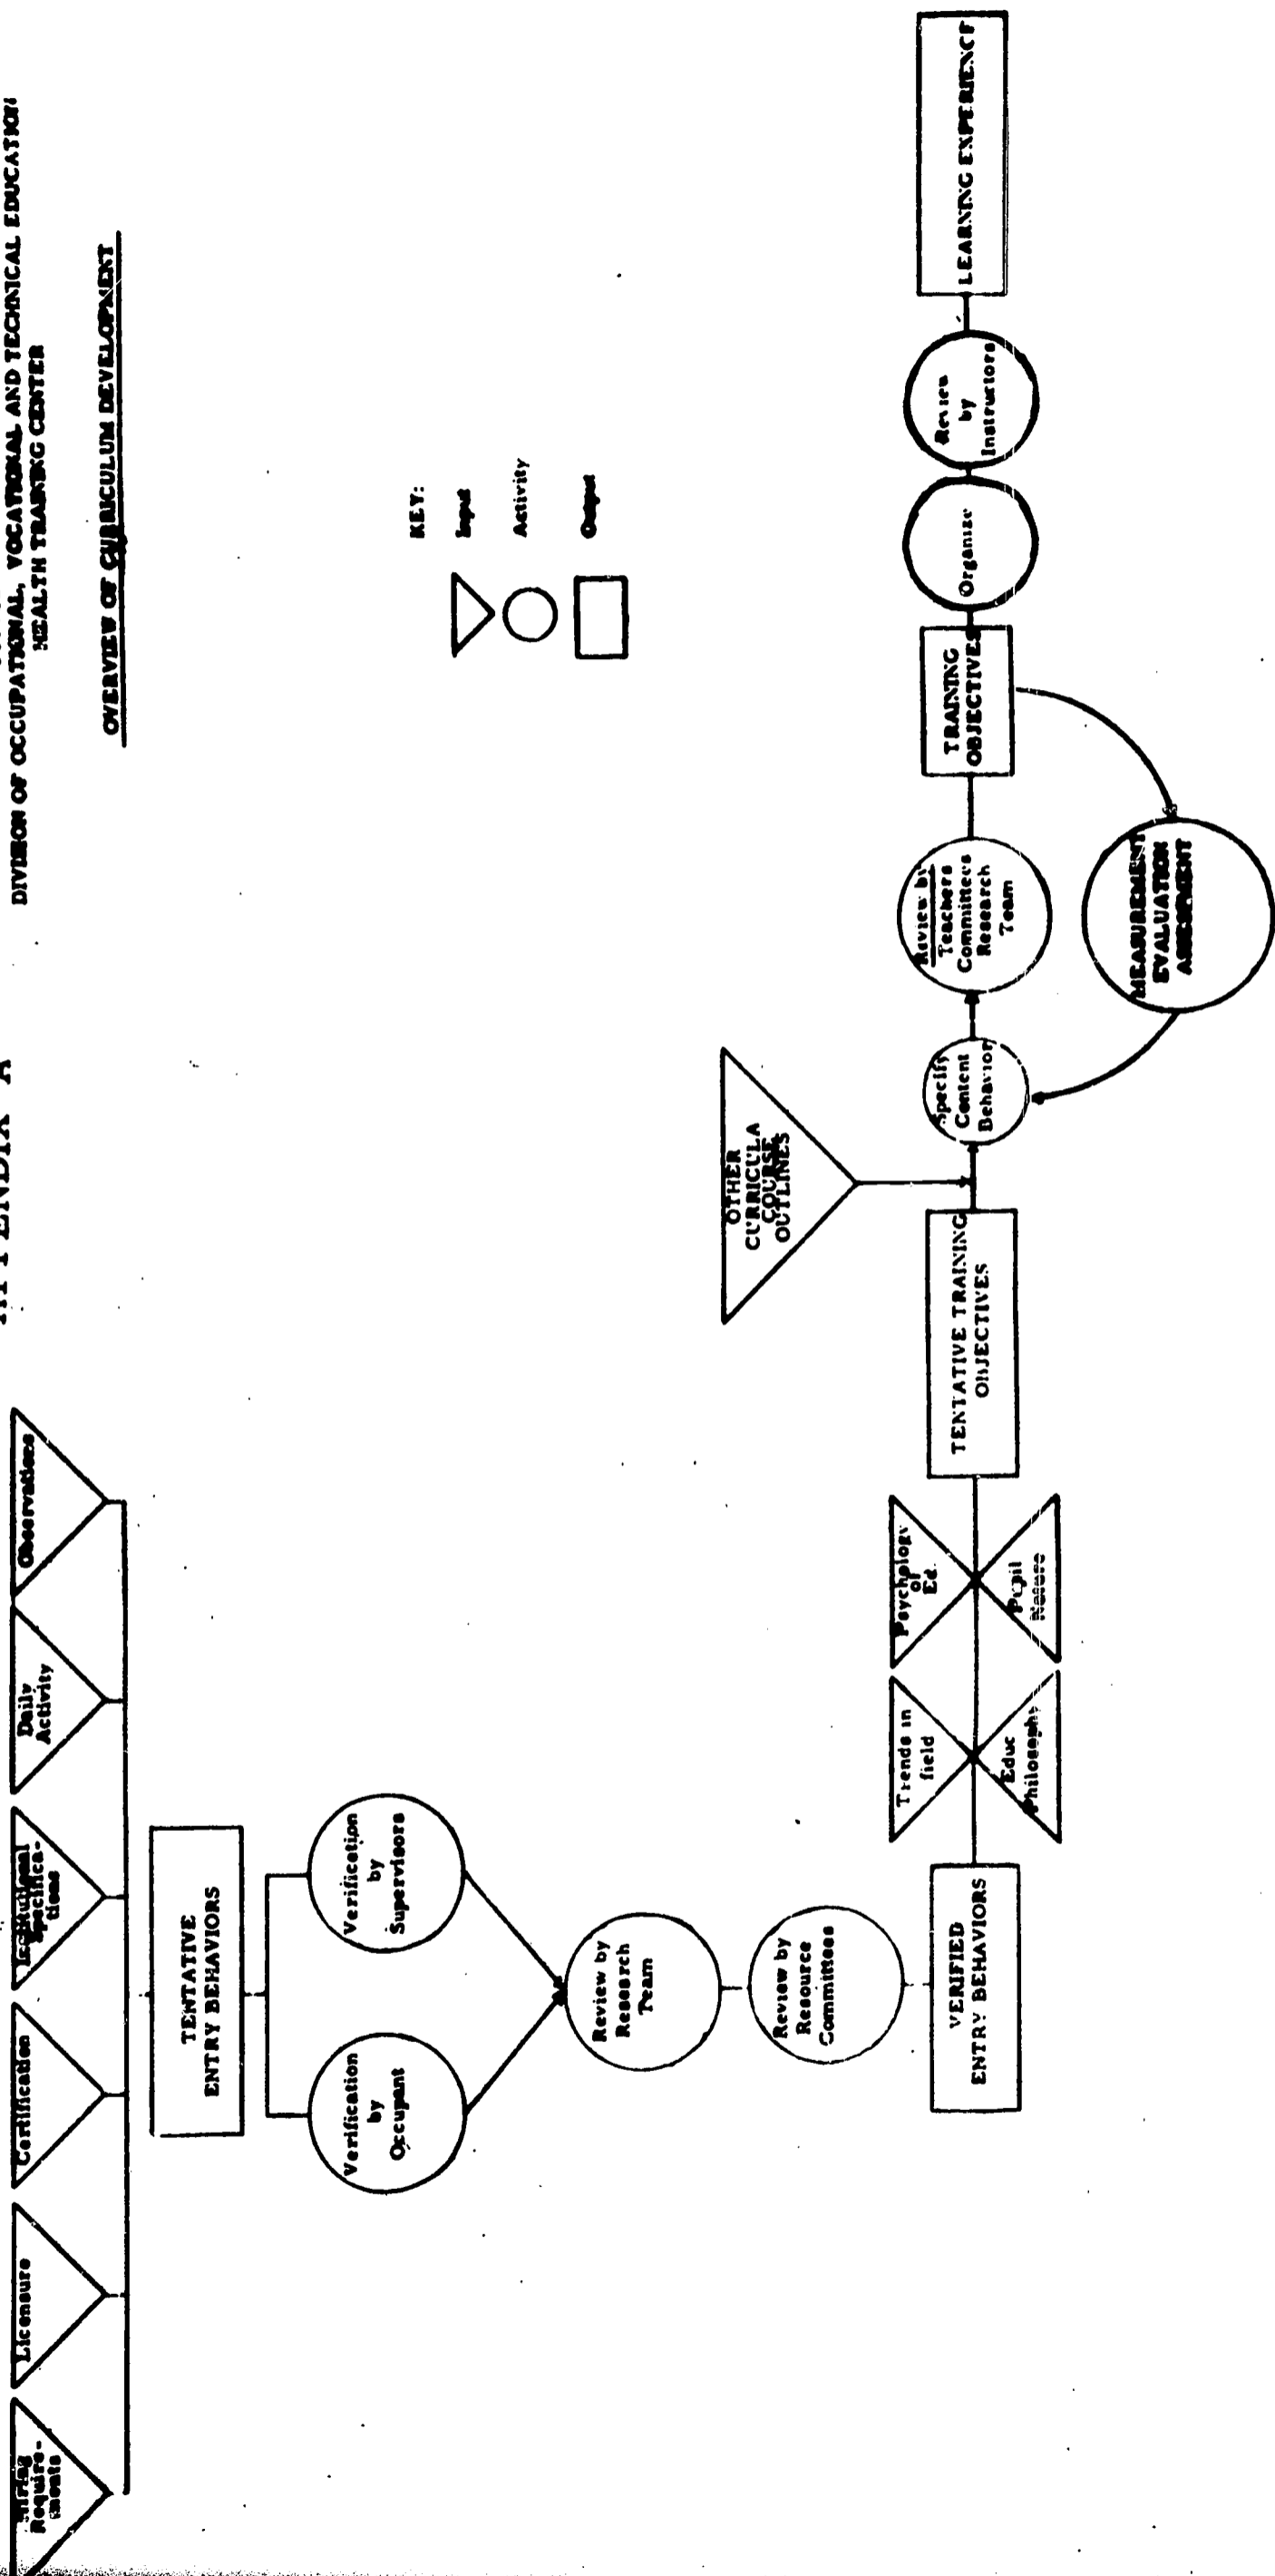 APPENDIX A
DIVISION OF OCCUPATIONAL, VOCATIONAL AND TECHNICAL EDUCATION
HEALTH TRAINING CENTER
OVERVIEW OF CURRICULUM DEVELOPMENT
KEY:
Input
Activity
Output
Hiring
Require-
ments
Licensure
Certification
Institutional
Specifica-
tions
Daily
Activity
Observations
TENTATIVE
ENTRY BEHAVIORS
Verification
by
Occupant
Verification
by
Supervisors
Review by
Research
Team
Review by
Resource
Committees
VERIFIED
ENTRY BEHAVIORS
Trends in
field
Educ
Philosophy
Psychology
of
Ed.
Pupil
Nature
TENTATIVE TRAINING
OBJECTIVES
OTHER
CURRICULA
COURSE
OUTLINES
Specify
Content
Behavior
Review by
Teachers
Committees
Research
Team
TRAINING
OBJECTIVES
MEASUREMENT
EVALUATION
ASSESSMENT
Organize
Review
by
Instructors
LEARNING EXPERIENCE